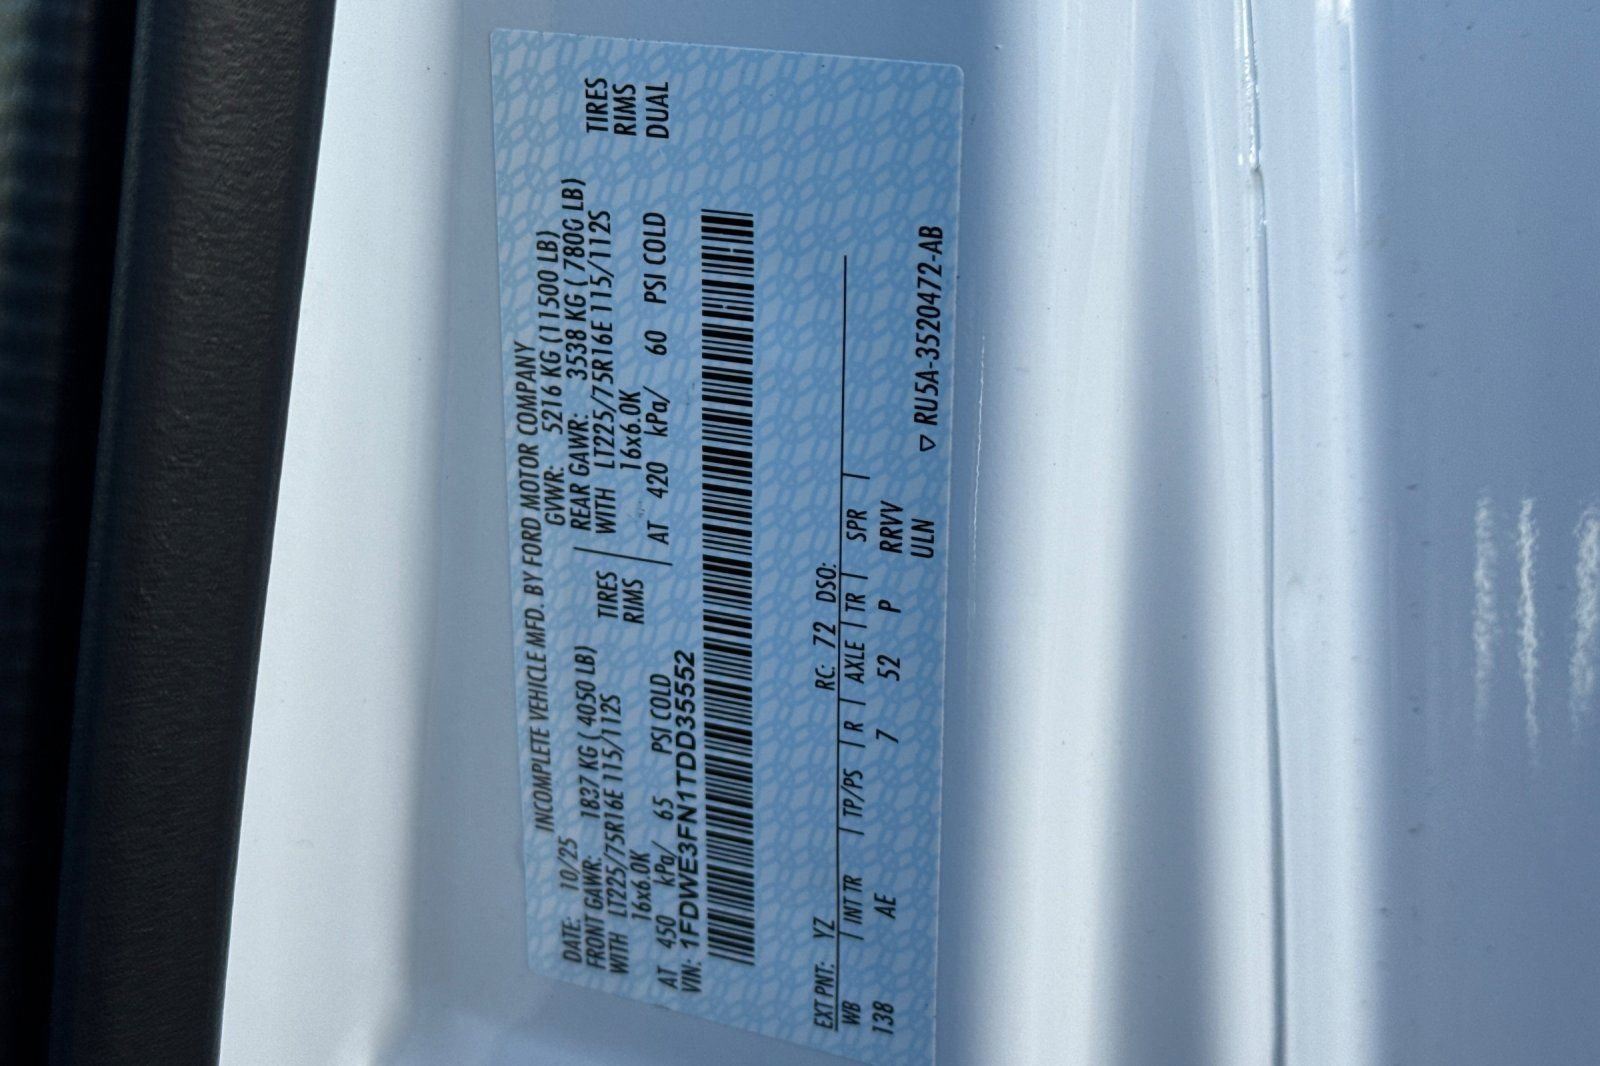 INCOMPLETE VEHICLE MFD. BY FORD MOTOR COMPANY
DATE: 10/25 GVWR: 5216 KG (11500 LB)
FRONT GAWR: 1837 KG ( 4050 LB) REAR GAWR: 3538 KG ( 7800 LB)
WITH LT225/75R16E 115/112S TIRES WITH LT225/75R16E 115/112S TIRES
16x6.0K RIMS 16x6.0K RIMS
AT 450 kPa/ 65 PSI COLD AT 420 kPa/ 60 PSI COLD DUAL
VIN: 1FDWE3FN1TDD35552
EXT PNT: YZ RC: 72 DSO:
WB | INT TR | TP/PS | R | AXLE | TR | SPR |
138 AE 7 52 P RRVV
ULN ▽ RU5A-3520472-AB